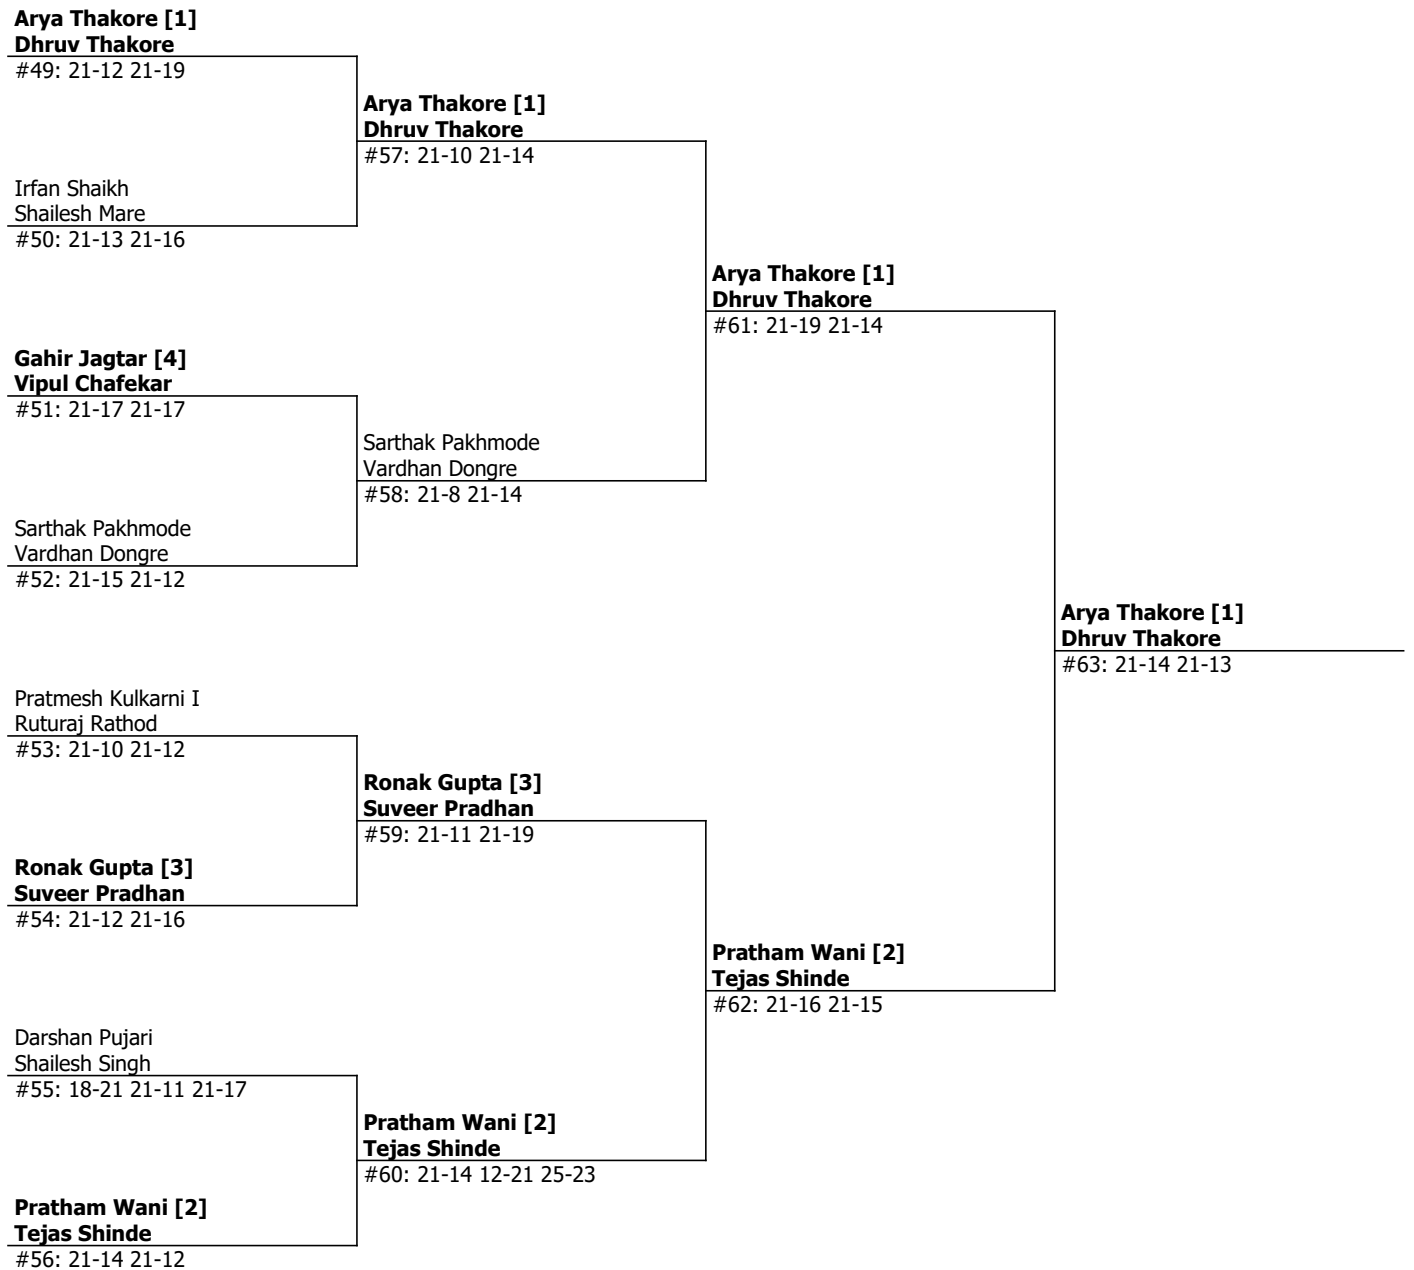 Arya Thakore [1]
Dhruv Thakore
#49: 21-12 21-19
Arya Thakore [1]
Dhruv Thakore
#57: 21-10 21-14
Irfan Shaikh
Shailesh Mare
#50: 21-13 21-16
Arya Thakore [1]
Dhruv Thakore
#61: 21-19 21-14
Gahir Jagtar [4]
Vipul Chafekar
#51: 21-17 21-17
Sarthak Pakhmode
Vardhan Dongre
#58: 21-8 21-14
Sarthak Pakhmode
Vardhan Dongre
#52: 21-15 21-12
Arya Thakore [1]
Dhruv Thakore
#63: 21-14 21-13
Pratmesh Kulkarni I
Ruturaj Rathod
#53: 21-10 21-12
Ronak Gupta [3]
Suveer Pradhan
#59: 21-11 21-19
Ronak Gupta [3]
Suveer Pradhan
#54: 21-12 21-16
Pratham Wani [2]
Tejas Shinde
#62: 21-16 21-15
Darshan Pujari
Shailesh Singh
#55: 18-21 21-11 21-17
Pratham Wani [2]
Tejas Shinde
#60: 21-14 12-21 25-23
Pratham Wani [2]
Tejas Shinde
#56: 21-14 21-12